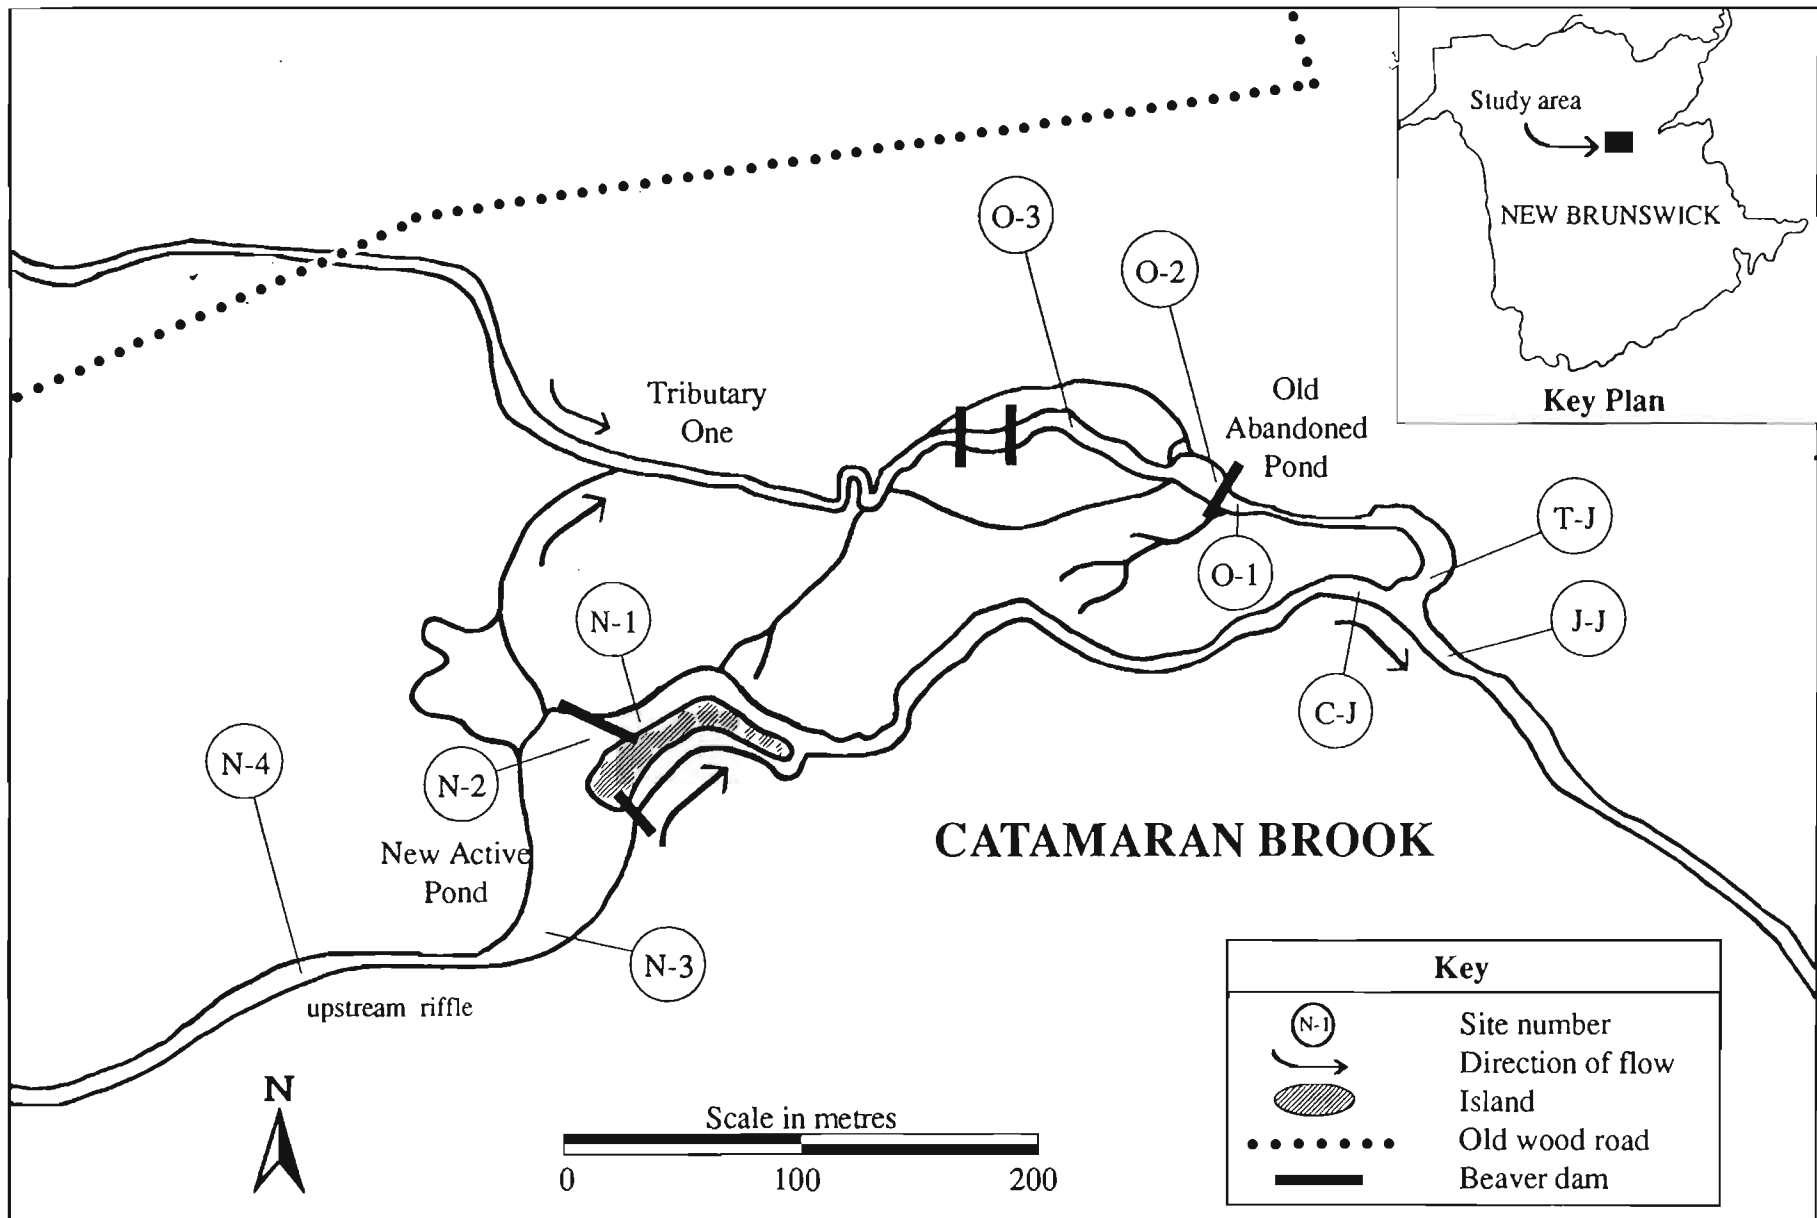 Study area
NEW BRUNSWICK
Key Plan
O-3
O-2
Tributary
One
Old
Abandoned
Pond
T-J
O-1
N-1
J-J
C-J
N-4
N-2
New Active
Pond
CATAMARAN BROOK
N-3
upstream riffle
N
Scale in metres
0 100 200
Key
N-1 Site number
Direction of flow
Island
Old wood road
Beaver dam